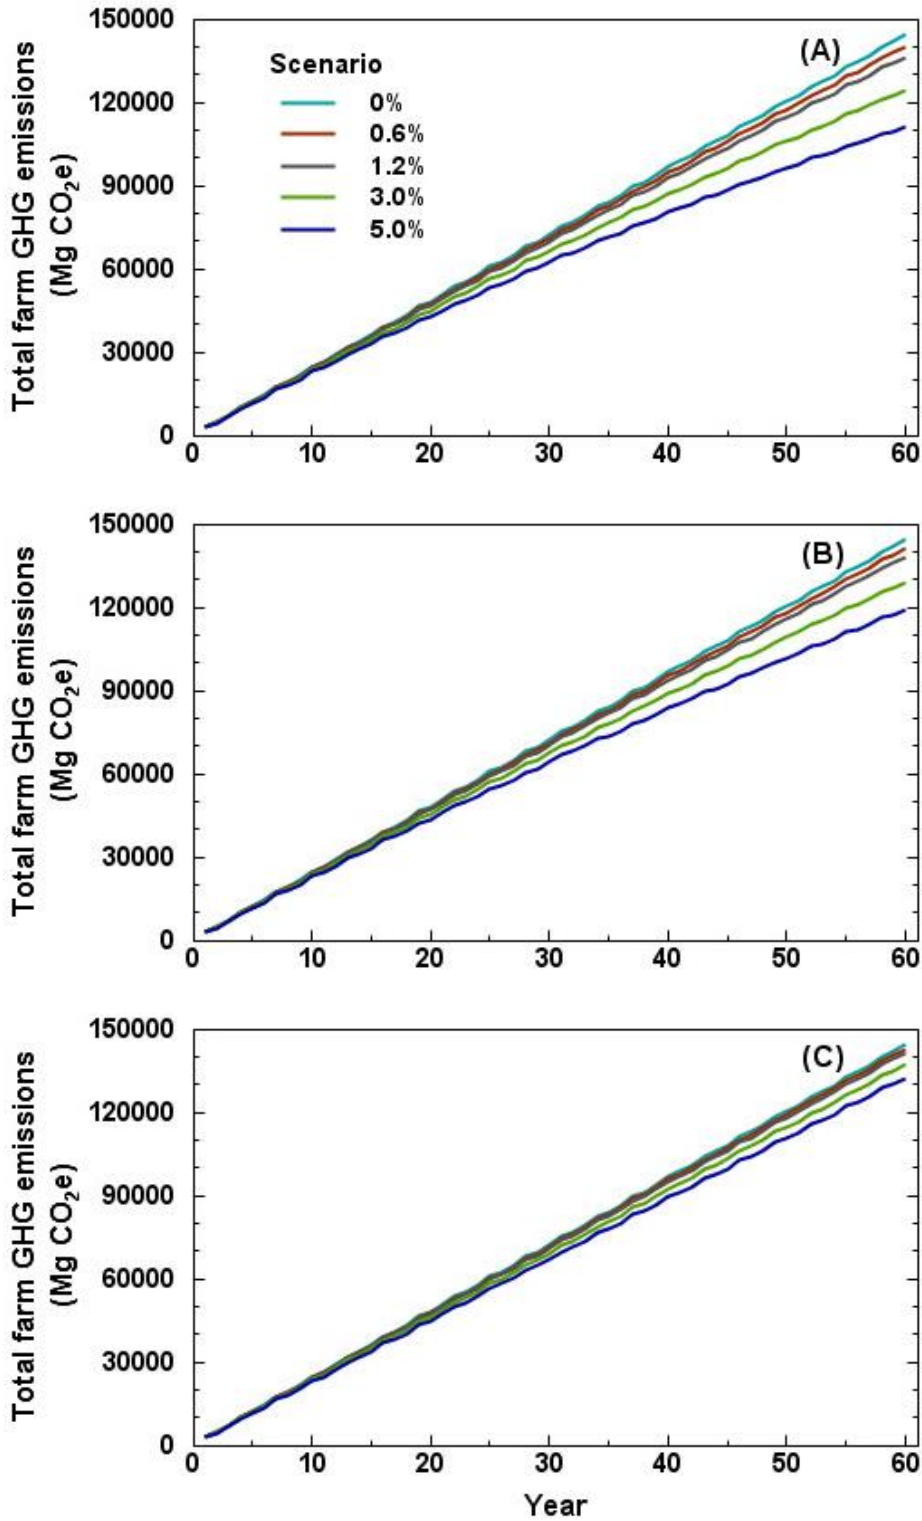 150000
120000
90000
60000
30000
0
Total farm GHG emissions
(Mg CO₂e)
(A)
Scenario
0%
0.6%
1.2%
3.0%
5.0%
0 10 20 30 40 50 60
150000
120000
90000
60000
30000
0
Total farm GHG emissions
(Mg CO₂e)
(B)
0 10 20 30 40 50 60
150000
120000
90000
60000
30000
0
Total farm GHG emissions
(Mg CO₂e)
(C)
0 10 20 30 40 50 60
Year